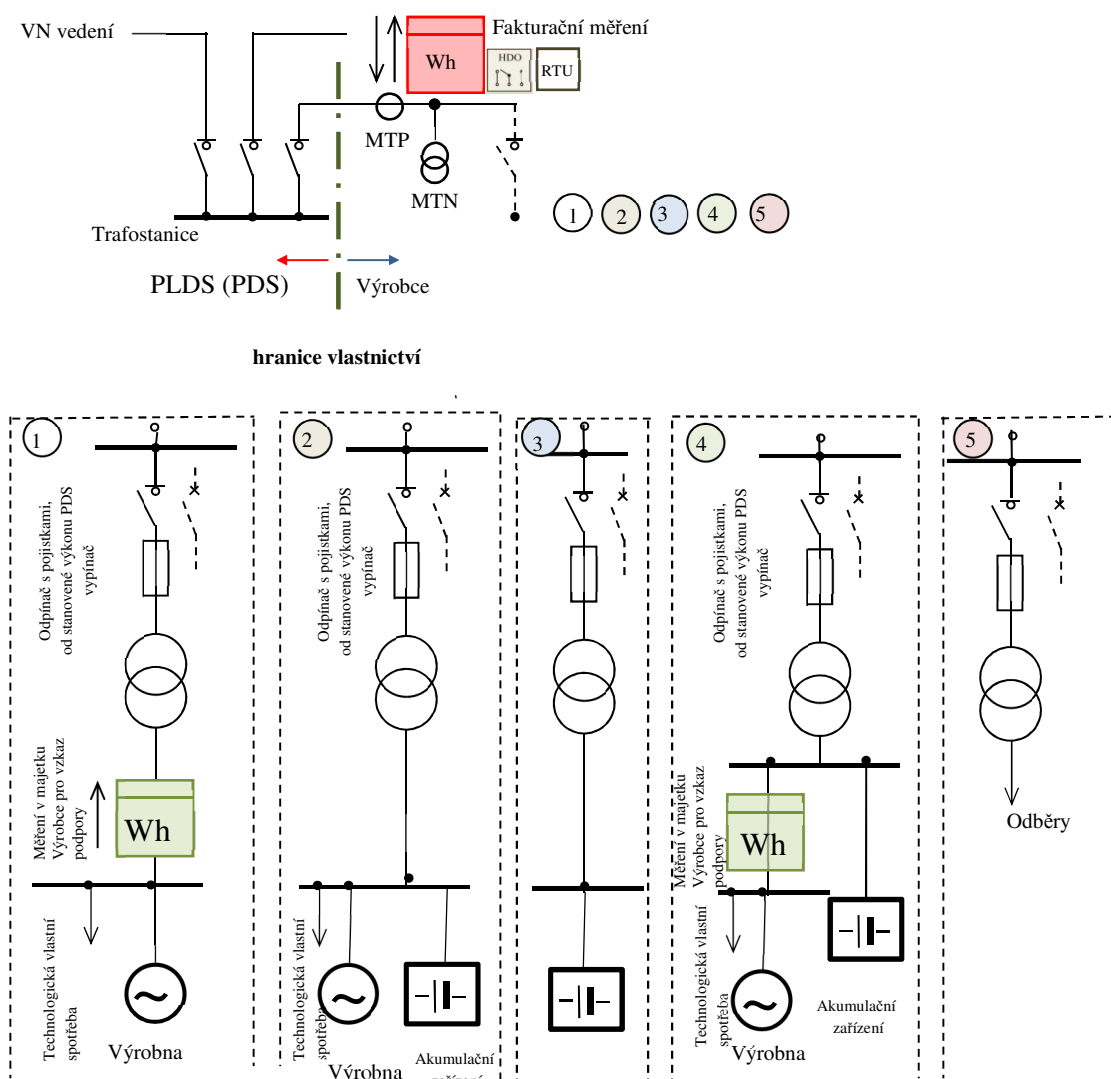 VN vedení
Fakturační měření
Wh
HDO
RTU
MTP
MTN
1 2 3 4 5
Trafostanice
PLDS (PDS)
Výrobce
hranice vlastnictví
1
Odpínač s pojistkami,
od stanovené výkonu PDS
vypínač
Měření v majetku
Výrobce pro vzkaz
podpory
Wh
Technologická vlastní
spotřeba
Výrobna
2
Odpínač s pojistkami,
od stanovené výkonu PDS
vypínač
Technologická vlastní
spotřeba
Výrobna
Akumulační
zařízení
3
4
Odpínač s pojistkami,
od stanovené výkonu PDS
vypínač
Měření v majetku
Výrobce pro vzkaz
podpory
Wh
Technologická vlastní
spotřeba
Výrobna
Akumulační
zařízení
5
Odběry